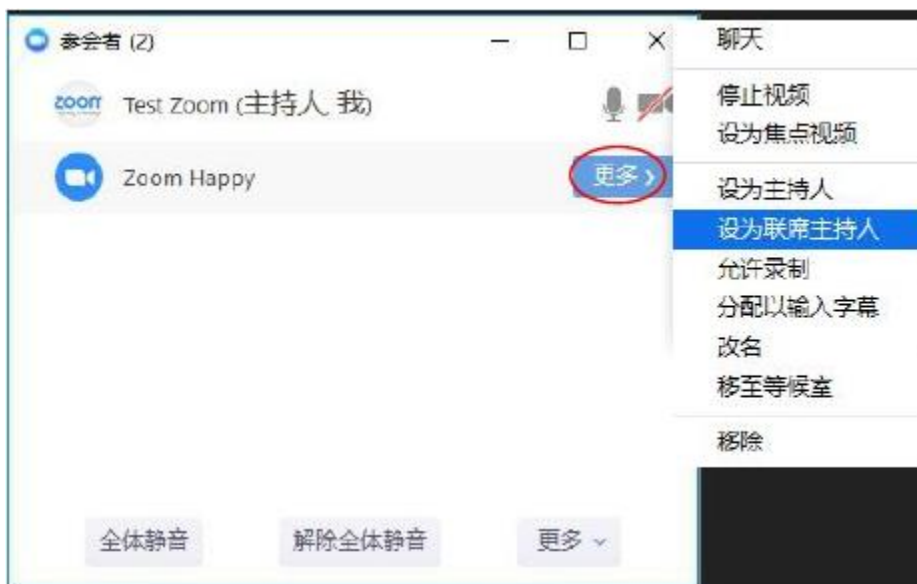 参会者 (2)
zoom Test Zoom (主持人, 我)
Zoom Happy
更多 ›
聊天
停止视频
设为焦点视频
设为主持人
设为联席主持人
允许录制
分配以输入字幕
改名
移至等候室
移除
全体静音 解除全体静音 更多